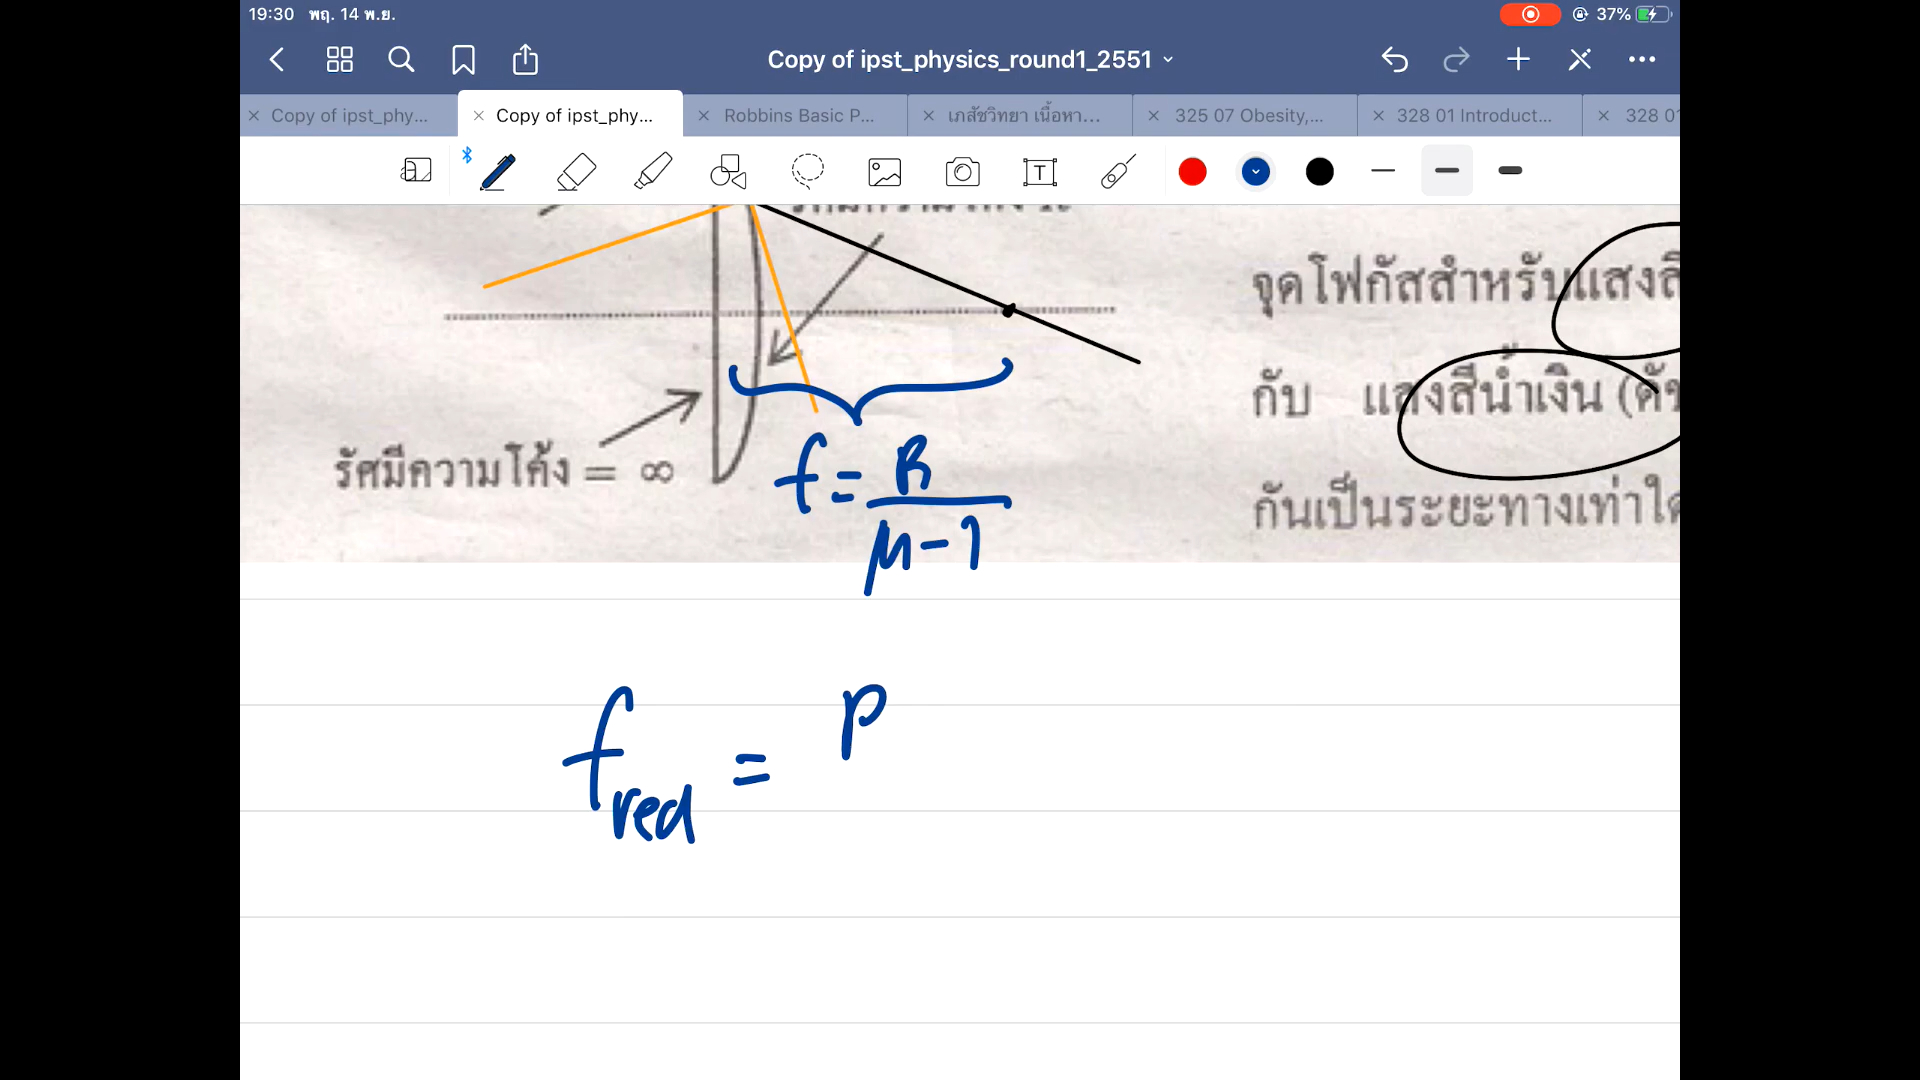 19:30 พฤ. 14 พ.ย.
37%
Copy of ipst_physics_round1_2551
Copy of ipst_phy...
Copy of ipst_phy...
Robbins Basic P...
เภสัชวิทยา เนื้อหา...
325 07 Obesity,...
328 01 Introduct...
328 01
T
จุดโฟกัสสำหรับแสงสี
กับ แสงสีน้ำเงิน
รัศมีความโค้ง = ∞
f = R
μ - 1
กันเป็นระยะทางเท่าใด
f red = P